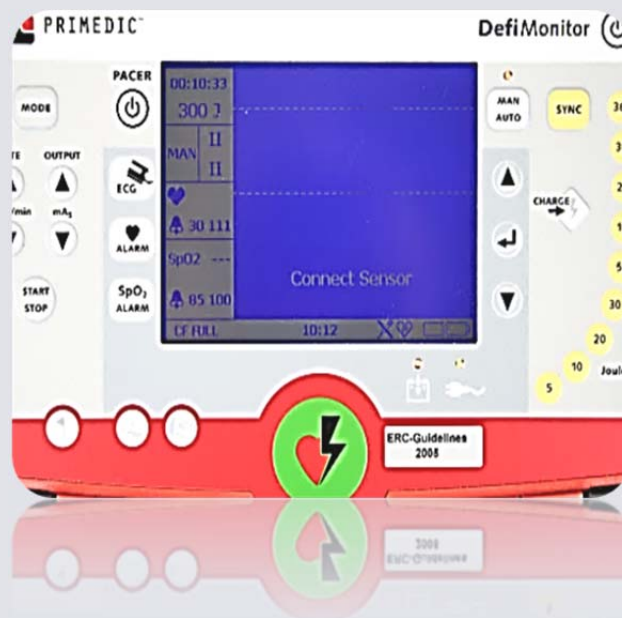 PRIMEDIC
DefiMonitor
PACER
MODE
OUTPUT
mA
START
STOP
ECG
ALARM
SpO₂
ALARM
00:10:33
300 J
MAN
II
II
30 111
SpO2 ---
85 100
CF FULL
10:12
Connect Sensor
MAN
AUTO
SYNC
CHARGE
30
20
10
5
Joule
ERC-Guidelines
2005